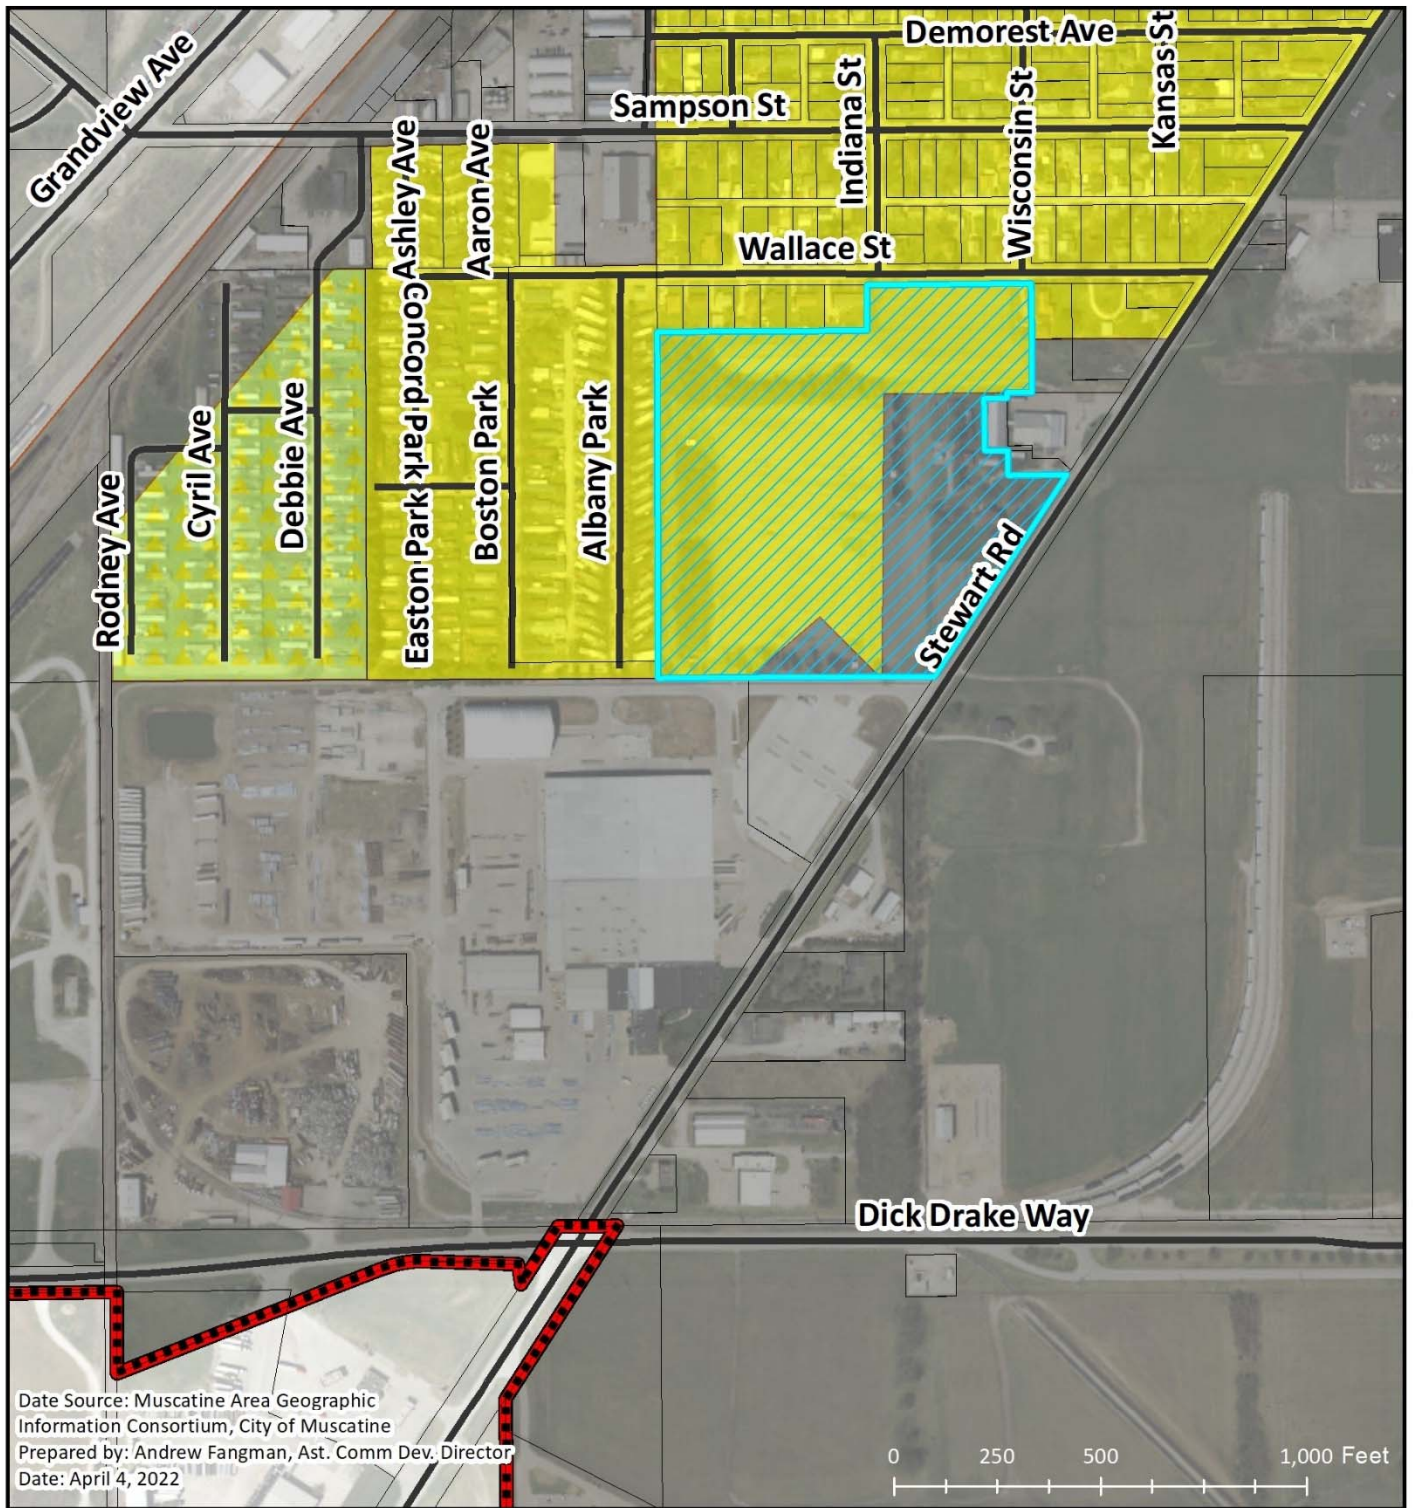 Demorest Ave
Kansas St
Grandview Ave
Sampson St
Indiana St
Wisconsin St
Ashley Ave
Aaron Ave
Wallace St
Concord Park
Debbie Ave
Cyril Ave
Rodney Ave
Easton Park
Boston Park
Albany Park
Stewart Rd
Dick Drake Way
Date Source: Muscatine Area Geographic
Information Consortium, City of Muscatine
Prepared by: Andrew Fangman, Ast. Comm Dev. Director
Date: April 4, 2022
0 250 500 1,000 Feet